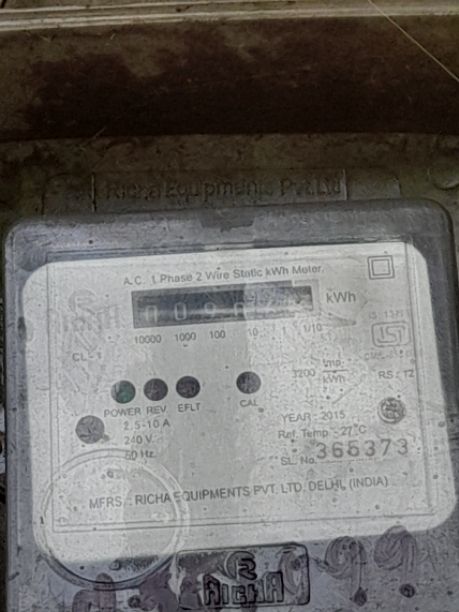 Richa Equipments Pvt.Ltd
A.C. 1 Phase 2 Wire Static kWh Meter
kWh
10000 1000 100 10 1 1/10
CL - 1
3200 imp kWh
RS: 12
POWER REV EFLT CAL
2.5-10 A
240 V
50 Hz
YEAR : 2015
Ref. Temp : 27°C
SL. No. 365373
MFRS. : RICHA EQUIPMENTS PVT. LTD. DELHI, (INDIA)
RICHA